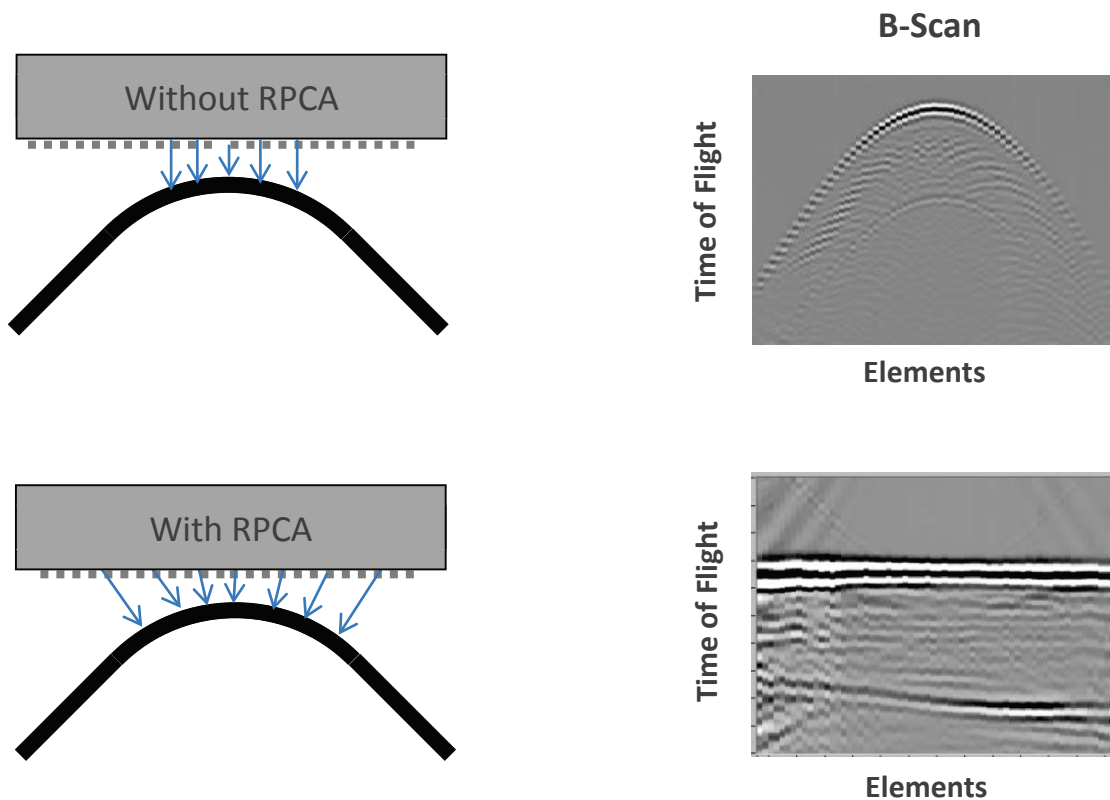 B-Scan
Without RPCA
Time of Flight
Elements
With RPCA
Time of Flight
Elements